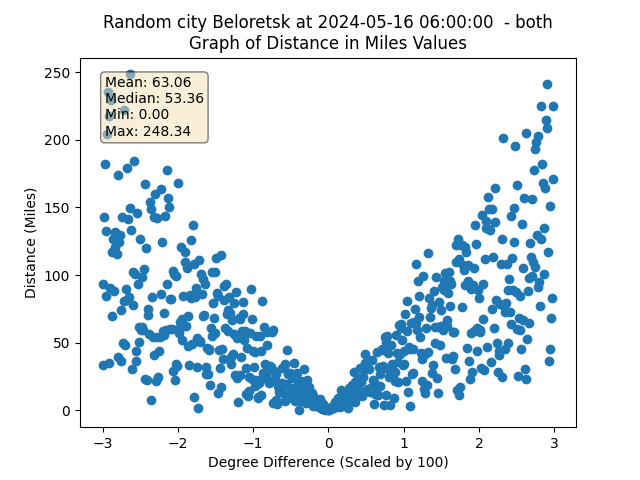 Random city Beloretsk at 2024-05-16 06:00:00 - both
Graph of Distance in Miles Values
Mean: 63.06
Median: 53.36
Min: 0.00
Max: 248.34
Distance (Miles)
250
200
150
100
50
0
−3 −2 −1 0 1 2 3
Degree Difference (Scaled by 100)